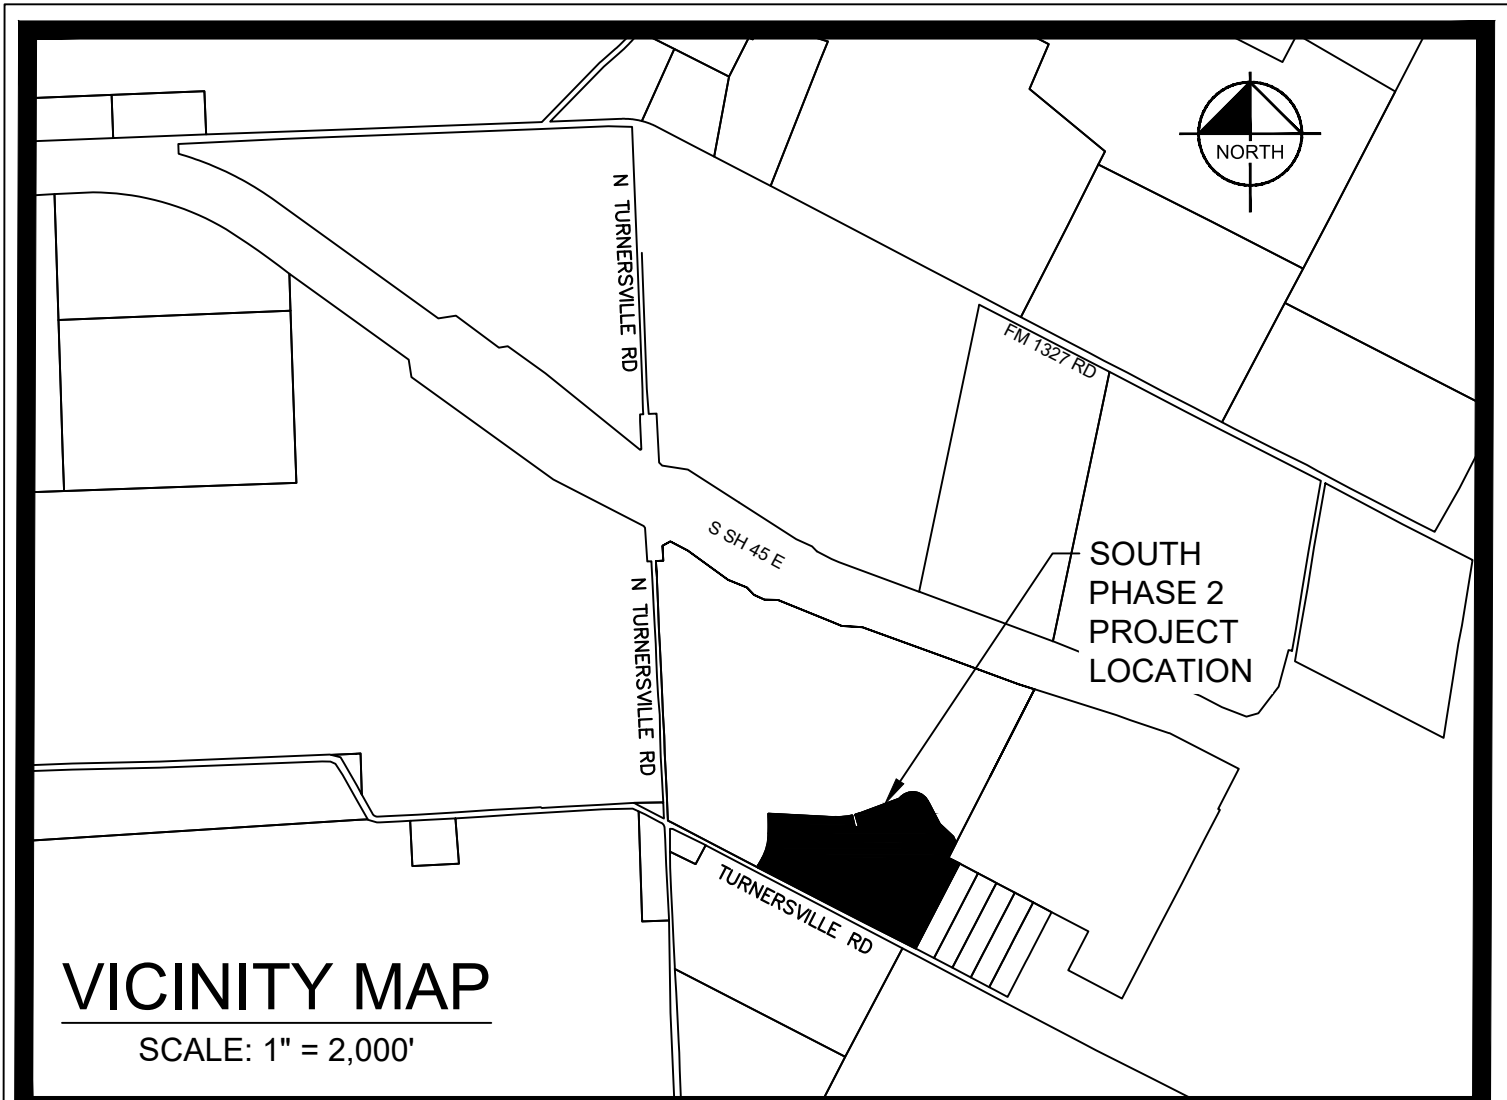 NORTH
N TURNERSVILLE RD
FM 1327 RD
S SH 45 E
SOUTH
PHASE 2
PROJECT
LOCATION
N TURNERSVILLE RD
TURNERSVILLE RD
VICINITY MAP
SCALE: 1" = 2,000'